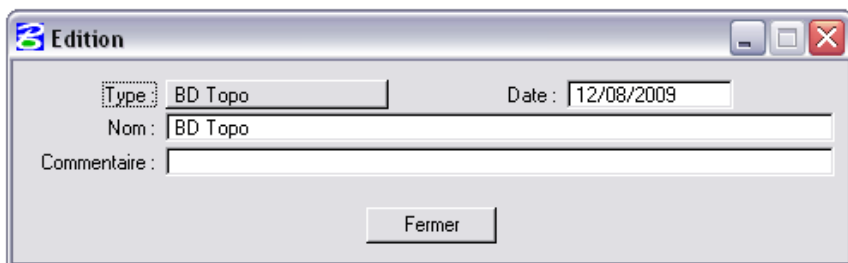 Edition
Type : BD Topo Date : 12/08/2009
Nom : BD Topo
Commentaire :
Fermer